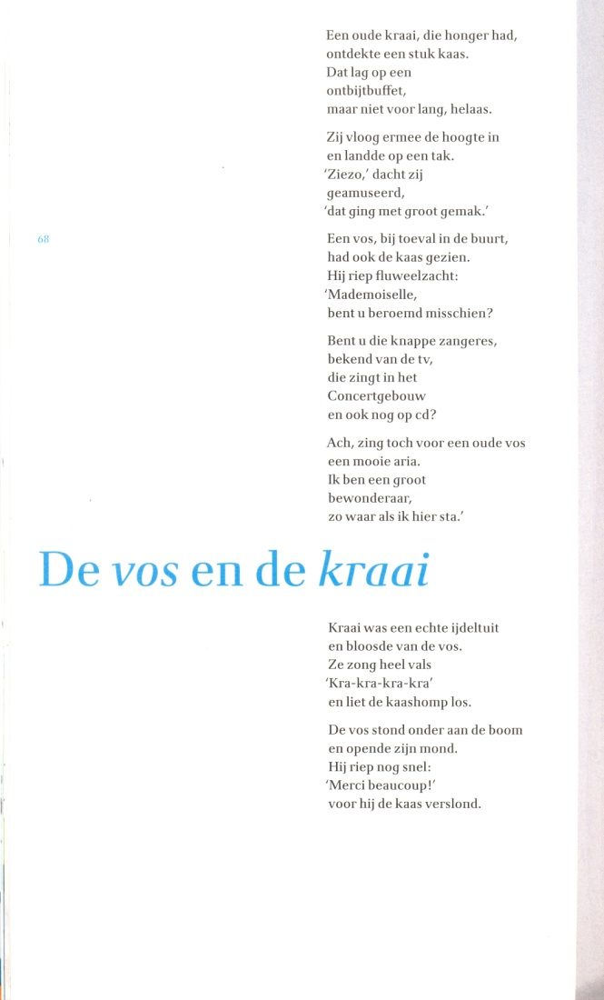 Een oude kraai, die honger had,
ontdekte een stuk kaas.
Dat lag op een
ontbijtbuffet,
maar niet voor lang, helaas.
Zij vloog ermee de hoogte in
en landde op een tak.
‘Ziezo,’ dacht zij
geamuseerd,
‘dat ging met groot gemak.’
68
Een vos, bij toeval in de buurt,
had ook de kaas gezien.
Hij riep fluweelzacht:
‘Mademoiselle,
bent u beroemd misschien?
Bent u die knappe zangeres,
bekend van de tv,
die zingt in het
Concertgebouw
en ook nog op cd?
Ach, zing toch voor een oude vos
een mooie aria.
Ik ben een groot
bewonderaar,
zo waar als ik hier sta.’
De vos en de kraai
Kraai was een echte ijdeltuit
en bloosde van de vos.
Ze zong heel vals
‘Kra-kra-kra-kra’
en liet de kaashomp los.
De vos stond onder aan de boom
en opende zijn mond.
Hij riep nog snel:
‘Merci beaucoup!’
voor hij de kaas verslond.